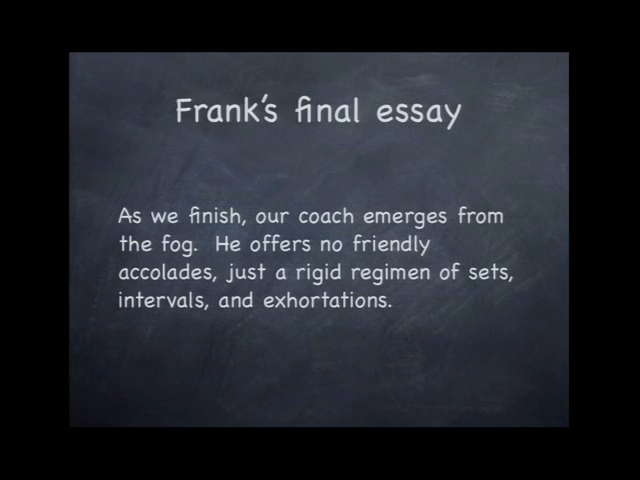 Frank's final essay
As we finish, our coach emerges from
the fog.  He offers no friendly
accolades, just a rigid regimen of sets,
intervals, and exhortations.